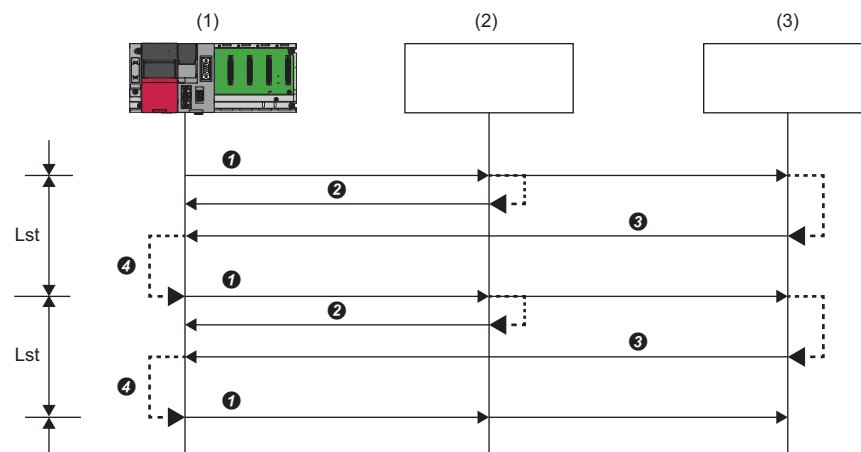 (1) (2) (3)
❶
❷
Lst ❸
❹ ❶
❷
Lst ❸
❹ ❶